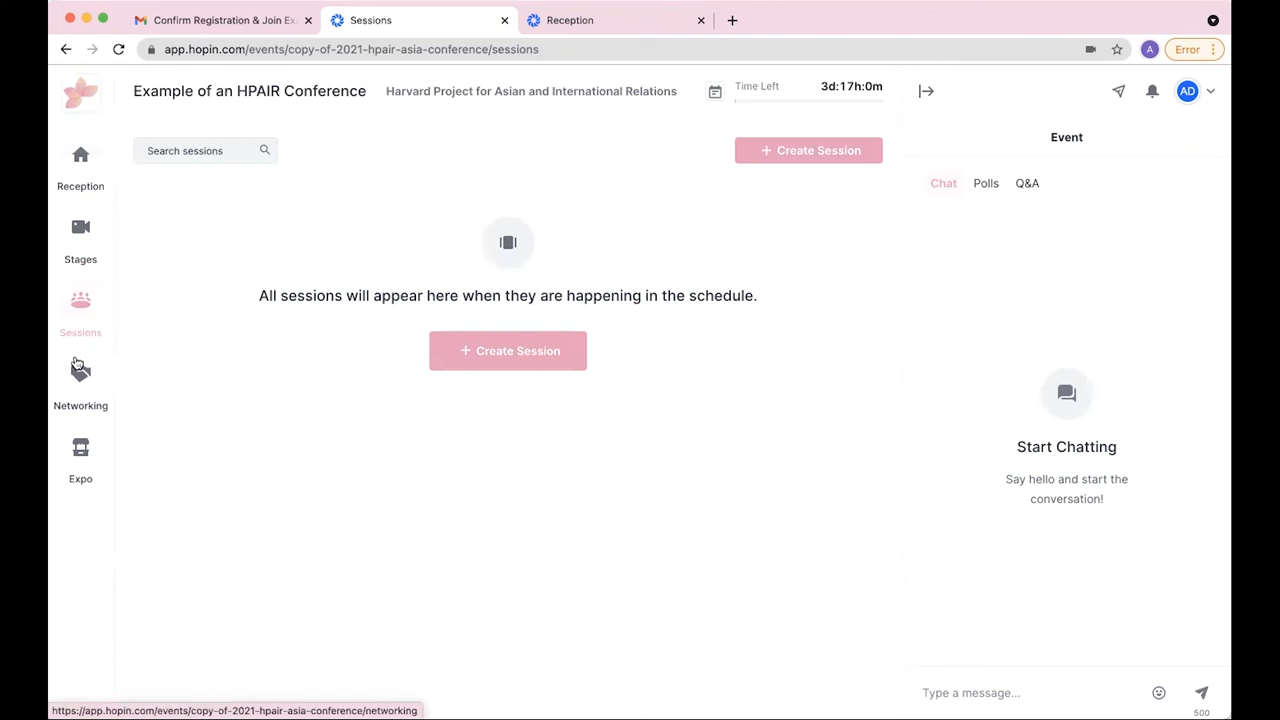 Confirm Registration & Join Ex
Sessions
Reception
app.hopin.com/events/copy-of-2021-hpair-asia-conference/sessions
A
Error
Example of an HPAIR Conference
Harvard Project for Asian and International Relations
Time Left
3d:17h:0m
AD
Reception
Stages
Sessions
Networking
Expo
Search sessions
+ Create Session
All sessions will appear here when they are happening in the schedule.
+ Create Session
Event
Chat
Polls
Q&A
Start Chatting
Say hello and start the
conversation!
Type a message...
500
https://app.hopin.com/events/copy-of-2021-hpair-asia-conference/networking